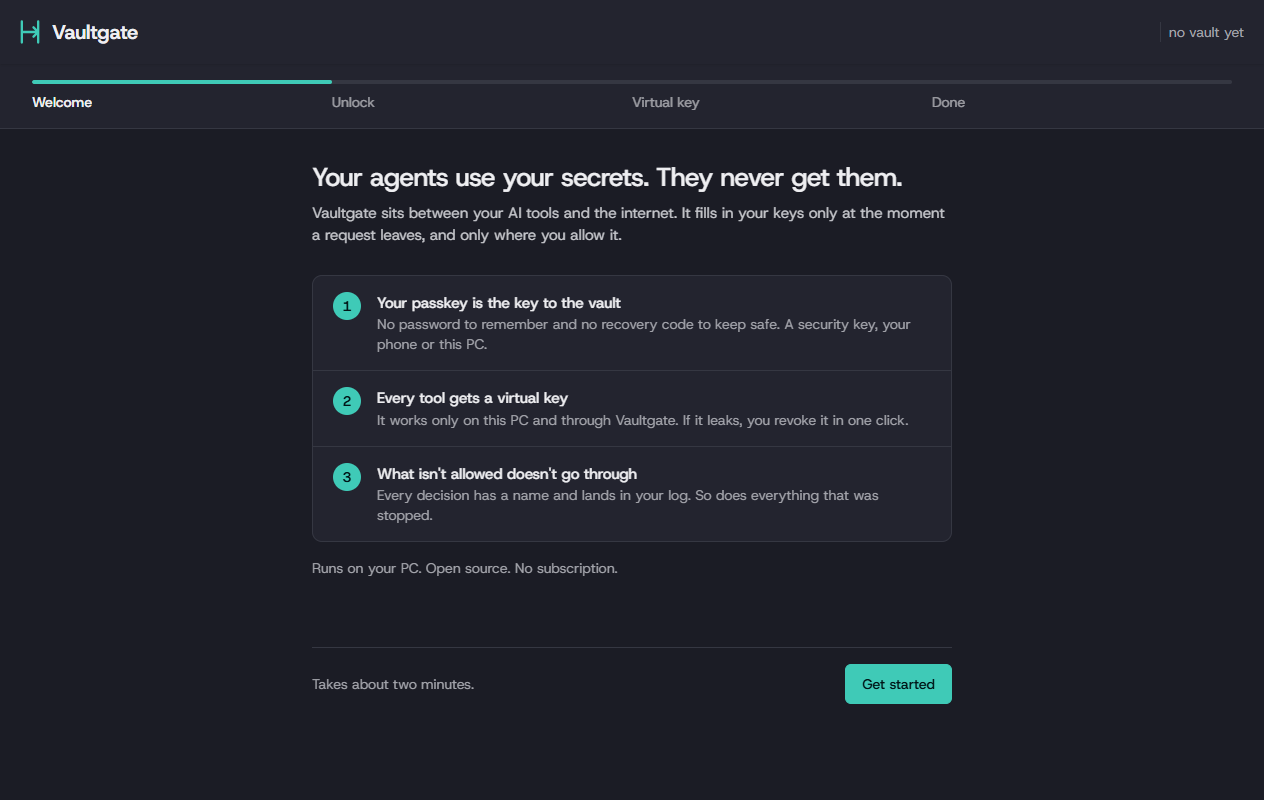 Vaultgate
no vault yet
Welcome
Unlock
Virtual key
Done
Your agents use your secrets. They never get them.
Vaultgate sits between your AI tools and the internet. It fills in your keys only at the moment
a request leaves, and only where you allow it.
1
Your passkey is the key to the vault
No password to remember and no recovery code to keep safe. A security key, your
phone or this PC.
2
Every tool gets a virtual key
It works only on this PC and through Vaultgate. If it leaks, you revoke it in one click.
3
What isn't allowed doesn't go through
Every decision has a name and lands in your log. So does everything that was
stopped.
Runs on your PC. Open source. No subscription.
Takes about two minutes.
Get started